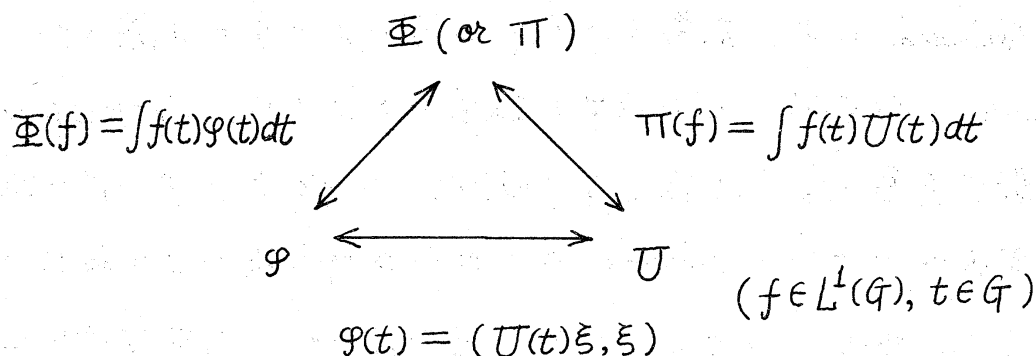 Φ (or Π)
Φ(f) = ∫f(t)φ(t)dt
Π(f) = ∫ f(t)U(t)dt
φ
U
(f ∈ L¹(G), t ∈ G)
φ(t) = (U(t)ξ, ξ)